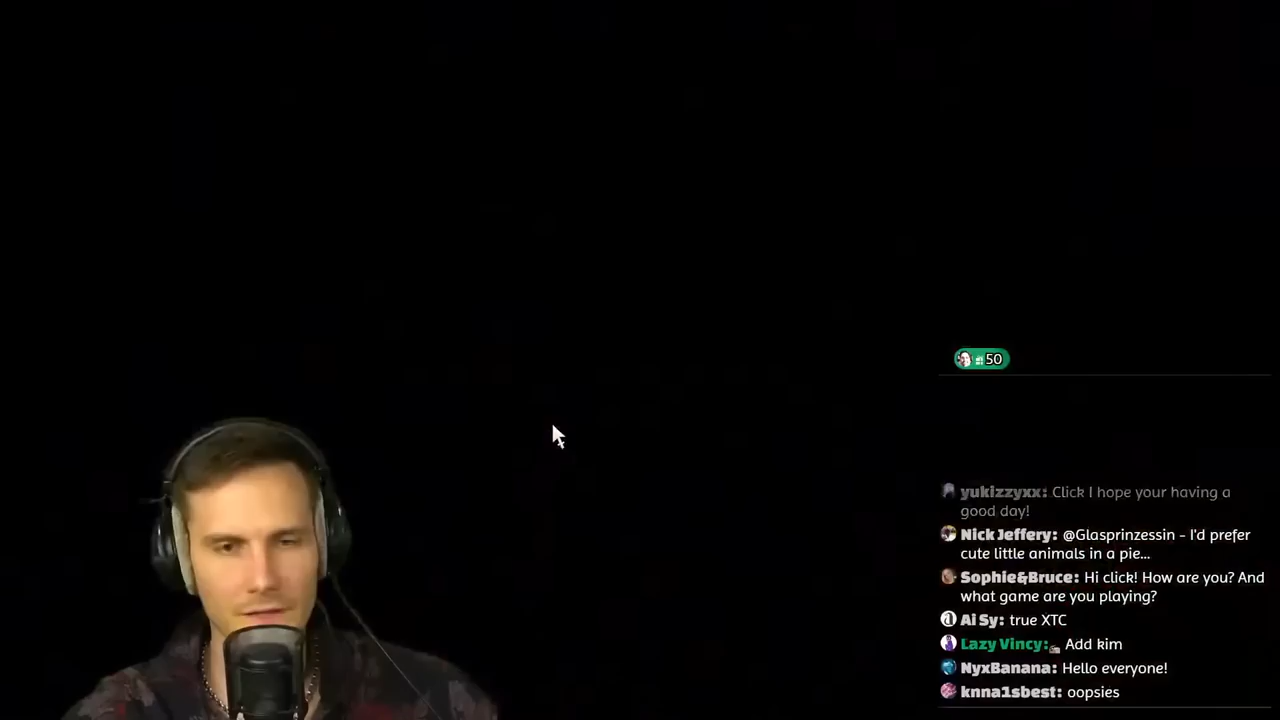 50
yukizzyxx: Click I hope your having a
good day!
Nick Jeffery: @Glasprinzessin - I'd prefer
cute little animals in a pie...
Sophie&Bruce: Hi click! How are you? And
what game are you playing?
Ai Sy: true XTC
Lazy Vincy: Add kim
NyxBanana: Hello everyone!
knna1sbest: oopsies